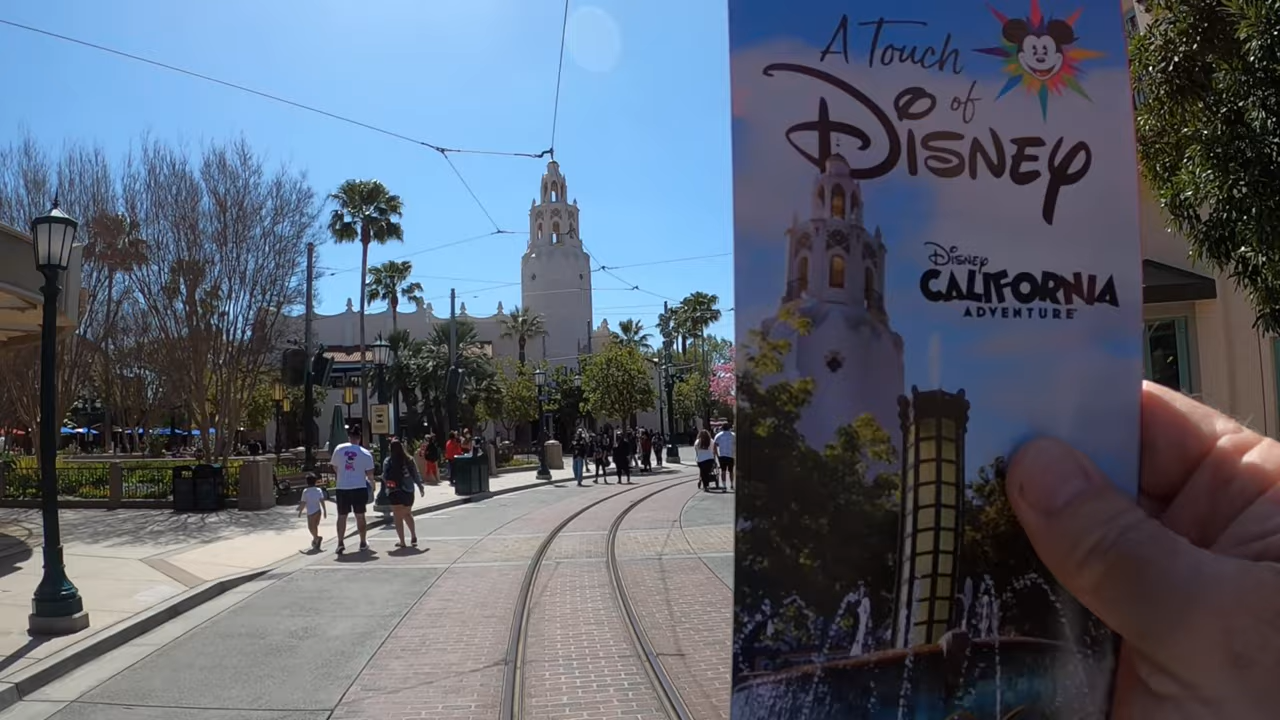 A Touch
of
DISNEY
Disney
CALIFORNIA
ADVENTURE